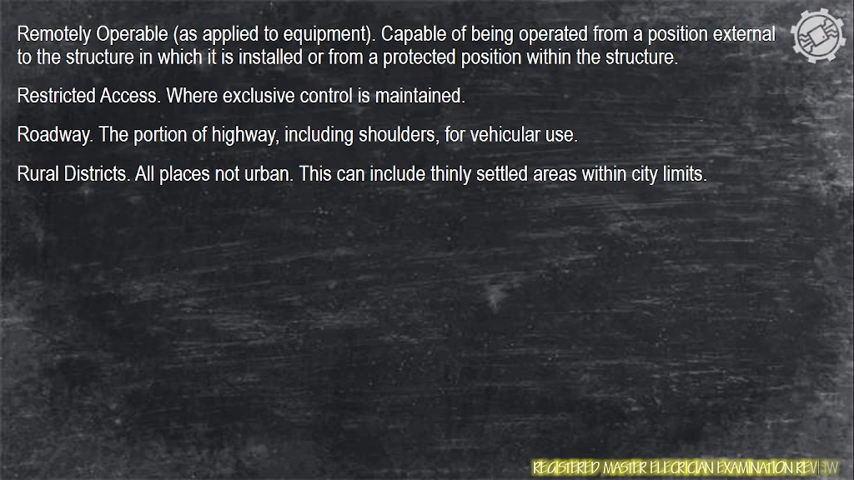 Remotely Operable (as applied to equipment). Capable of being operated from a position external
to the structure in which it is installed or from a protected position within the structure.
Restricted Access. Where exclusive control is maintained.
Roadway. The portion of highway, including shoulders, for vehicular use.
Rural Districts. All places not urban. This can include thinly settled areas within city limits.
REGISTERED MASTER ELECRICIAN EXAMINATION REVIEW